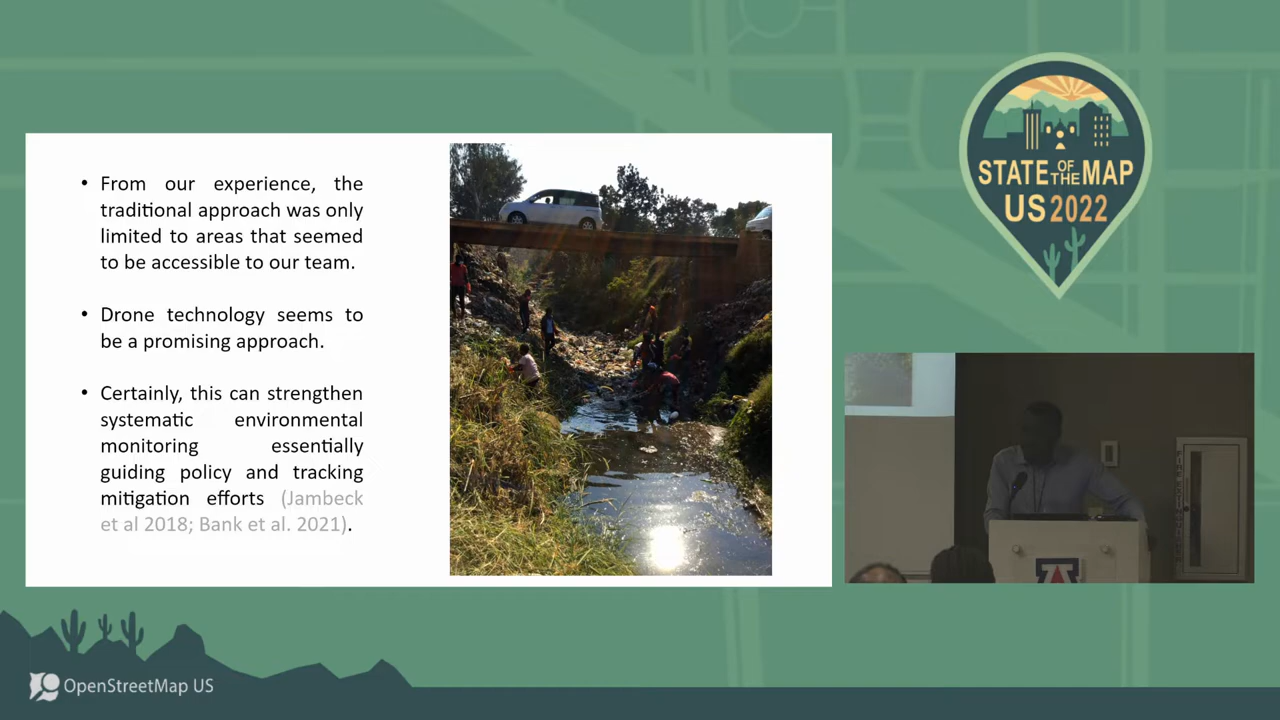 • From our experience, the
traditional approach was only
limited to areas that seemed
to be accessible to our team.
• Drone technology seems to
be a promising approach.
• Certainly, this can strengthen
systematic environmental
monitoring essentially
guiding policy and tracking
mitigation efforts (Jambeck
et al 2018; Bank et al. 2021).
STATE OF THE MAP
US 2022
FIRE EXTINGUISHER
A
OpenStreetMap US